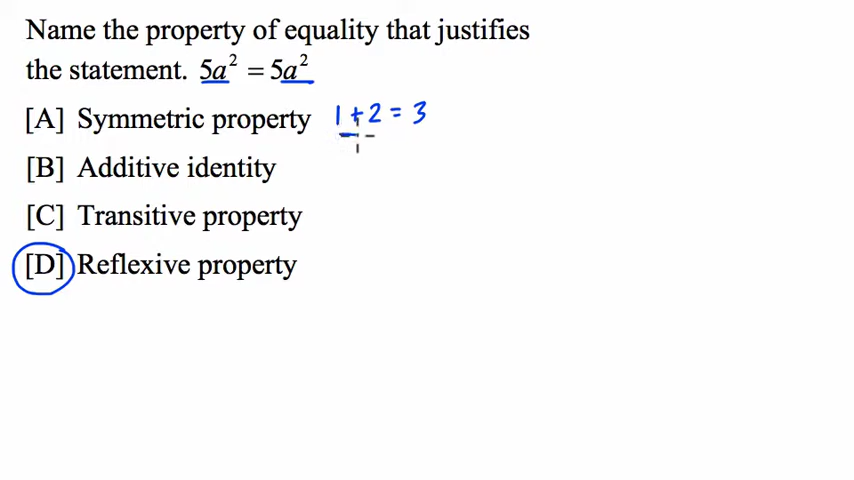 Name the property of equality that justifies
the statement. 5a² = 5a²
[A] Symmetric property 1+2=3
[B] Additive identity
[C] Transitive property
[D] Reflexive property